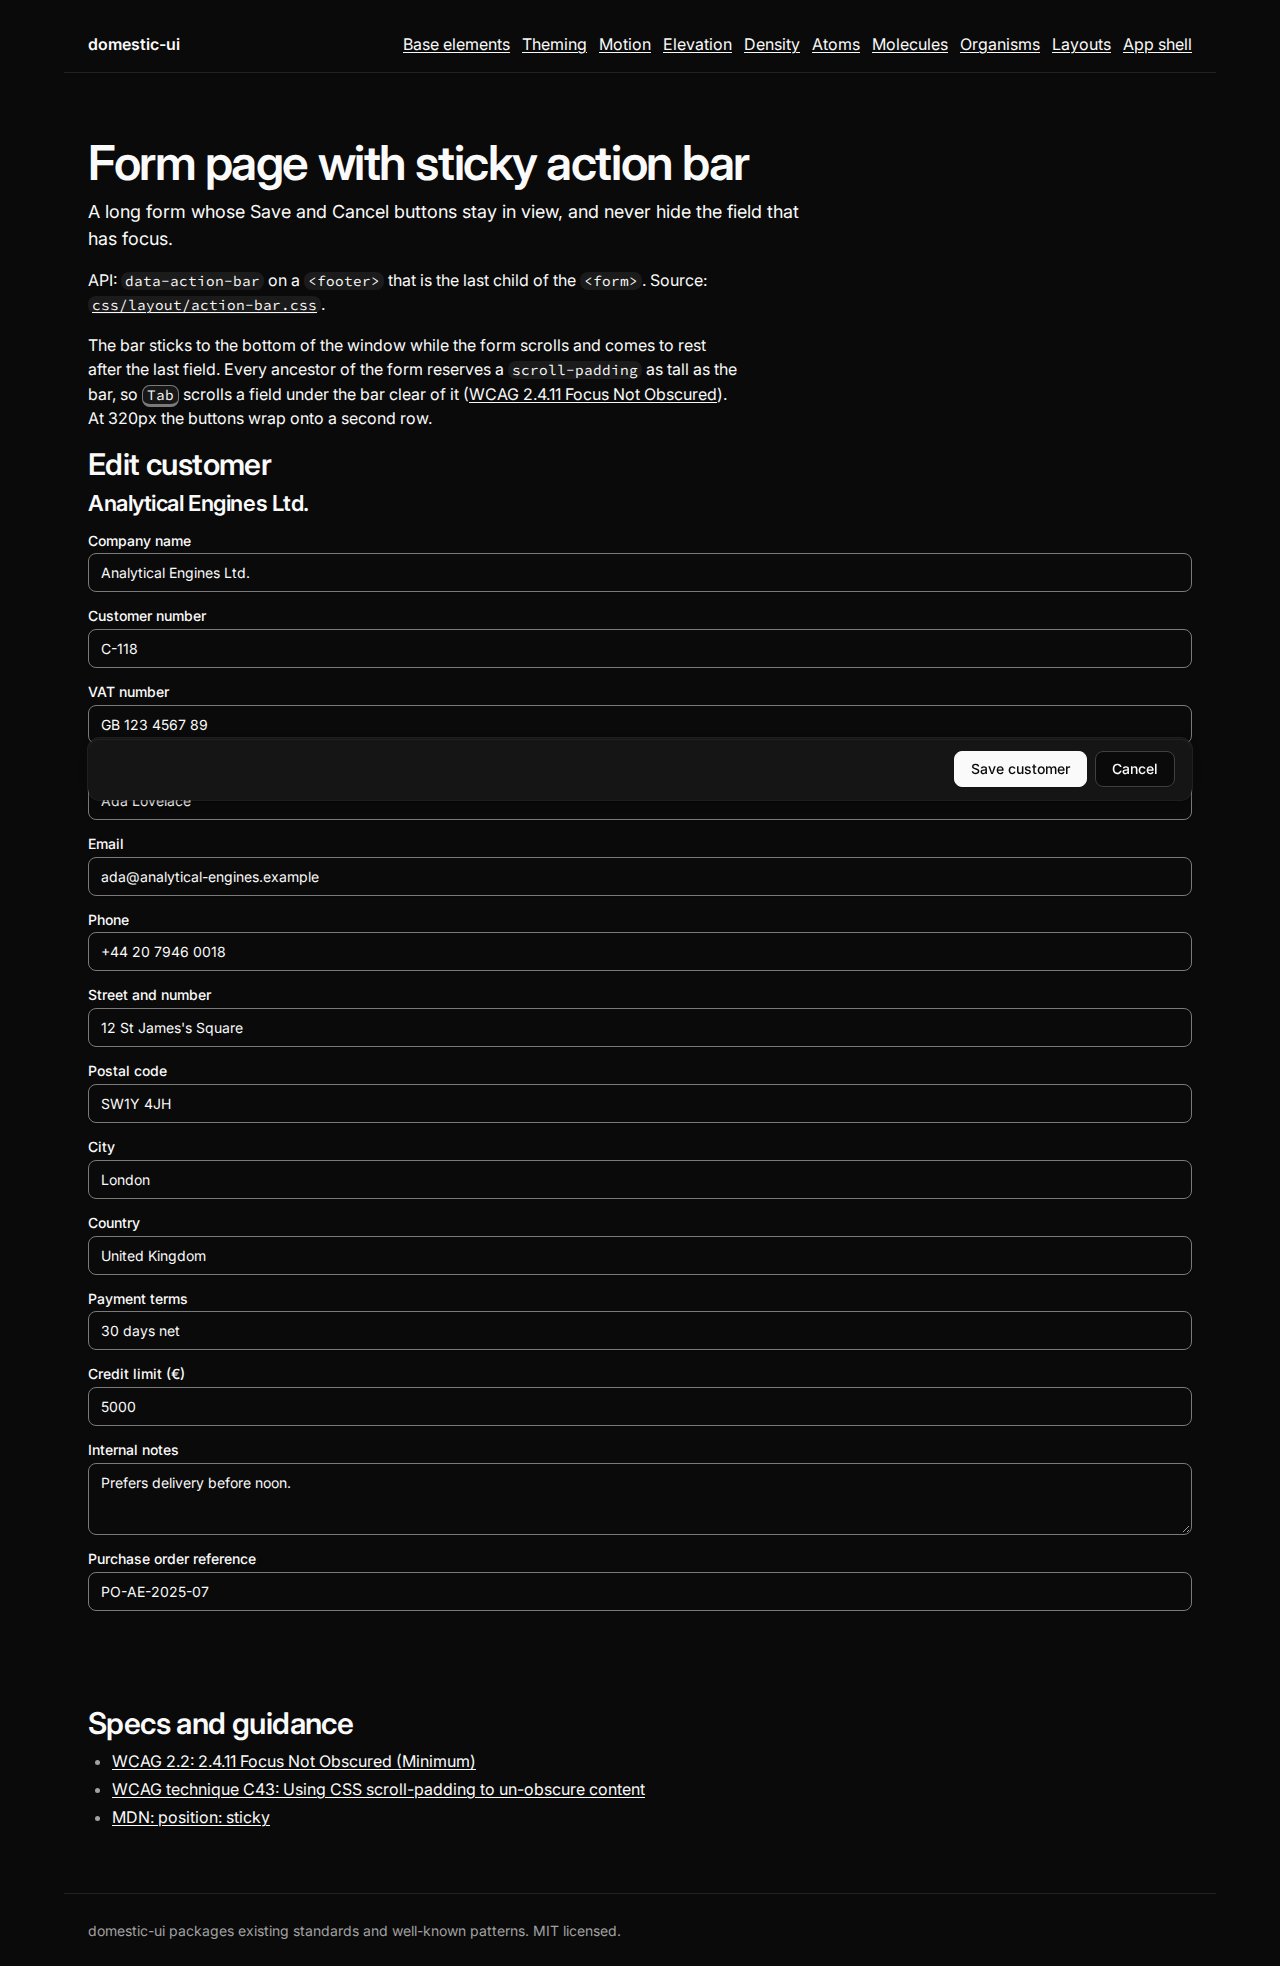 domestic-ui
Base elements Theming Motion Elevation Density Atoms Molecules Organisms Layouts App shell
Form page with sticky action bar
A long form whose Save and Cancel buttons stay in view, and never hide the field that
has focus.
API: data-action-bar on a <footer> that is the last child of the <form>. Source:
css/layout/action-bar.css.
The bar sticks to the bottom of the window while the form scrolls and comes to rest
after the last field. Every ancestor of the form reserves a scroll-padding as tall as the
bar, so Tab scrolls a field under the bar clear of it (WCAG 2.4.11 Focus Not Obscured).
At 320px the buttons wrap onto a second row.
Edit customer
Analytical Engines Ltd.
Company name
Analytical Engines Ltd.
Customer number
C-118
VAT number
GB 123 4567 89
Save customer Cancel
Ada Lovelace
Email
ada@analytical-engines.example
Phone
+44 20 7946 0018
Street and number
12 St James's Square
Postal code
SW1Y 4JH
City
London
Country
United Kingdom
Payment terms
30 days net
Credit limit (€)
5000
Internal notes
Prefers delivery before noon.
Purchase order reference
PO-AE-2025-07
Specs and guidance
WCAG 2.2: 2.4.11 Focus Not Obscured (Minimum)
WCAG technique C43: Using CSS scroll-padding to un-obscure content
MDN: position: sticky
domestic-ui packages existing standards and well-known patterns. MIT licensed.